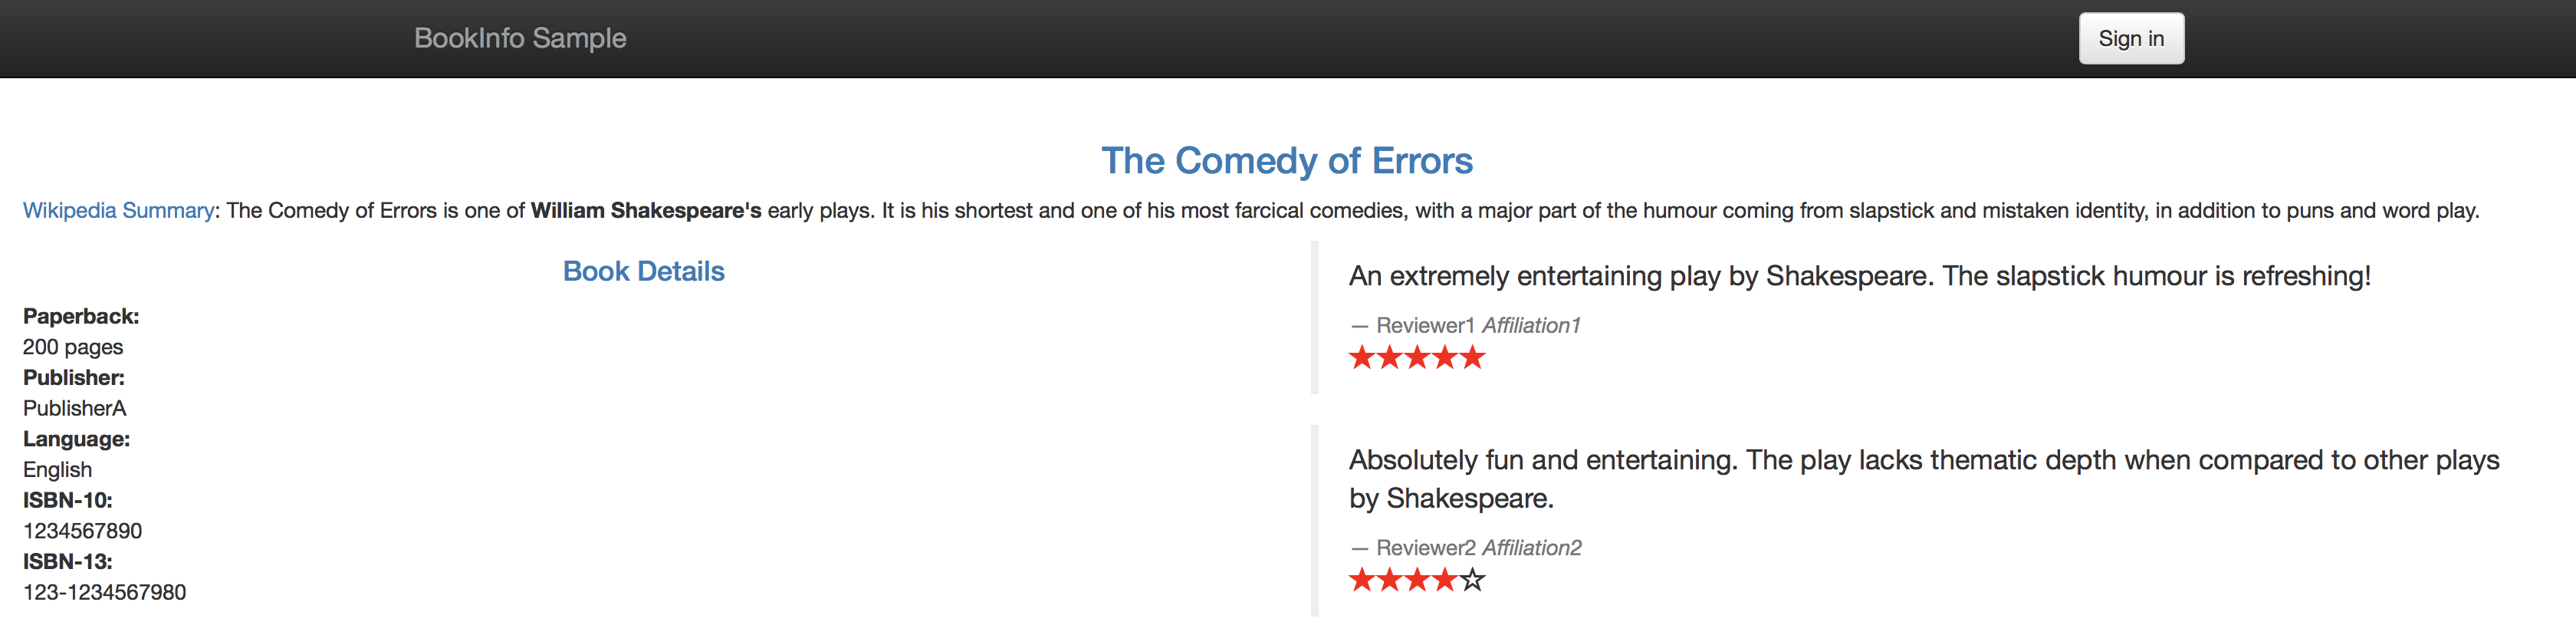 BookInfo Sample
Sign in
The Comedy of Errors
Wikipedia Summary: The Comedy of Errors is one of William Shakespeare's early plays. It is his shortest and one of his most farcical comedies, with a major part of the humour coming from slapstick and mistaken identity, in addition to puns and word play.
Book Details
Paperback:
200 pages
Publisher:
PublisherA
Language:
English
ISBN-10:
1234567890
ISBN-13:
123-1234567980
An extremely entertaining play by Shakespeare. The slapstick humour is refreshing!
— Reviewer1 Affiliation1
★★★★★
Absolutely fun and entertaining. The play lacks thematic depth when compared to other plays
by Shakespeare.
— Reviewer2 Affiliation2
★★★★☆